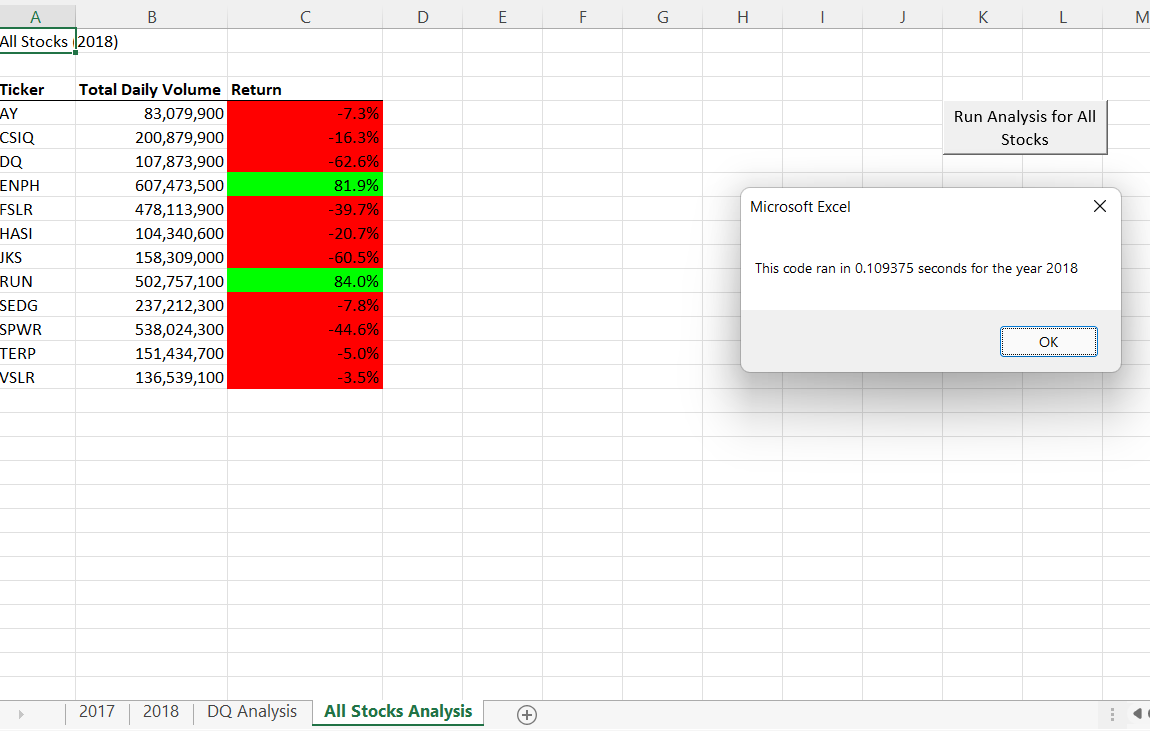 A B C D E F G H I J K L M
All Stocks (2018)
Ticker Total Daily Volume Return
AY 83,079,900 -7.3%
CSIQ 200,879,900 -16.3%
DQ 107,873,900 -62.6%
ENPH 607,473,500 81.9%
FSLR 478,113,900 -39.7%
HASI 104,340,600 -20.7%
JKS 158,309,000 -60.5%
RUN 502,757,100 84.0%
SEDG 237,212,300 -7.8%
SPWR 538,024,300 -44.6%
TERP 151,434,700 -5.0%
VSLR 136,539,100 -3.5%
Run Analysis for All
Stocks
Microsoft Excel
This code ran in 0.109375 seconds for the year 2018
OK
2017 2018 DQ Analysis All Stocks Analysis